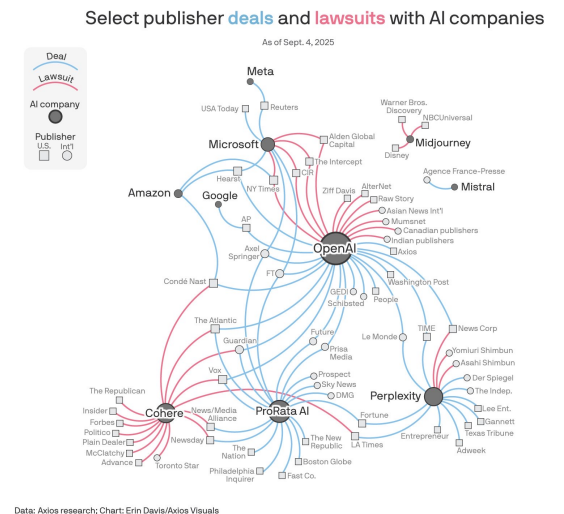 Select publisher deals and lawsuits with AI companies
As of Sept. 4, 2025
Deal
Lawsuit
AI company
Publisher
U.S.
Int'l
Meta
USA Today
Reuters
Warner Bros.
Discovery
NBCUniversal
Microsoft
Alden Global
Capital
Midjourney
Disney
The Intercept
CIR
Hearst
NY Times
Agence France-Presse
Mistral
Amazon
Google
Ziff Davis
AlterNet
Raw Story
Asian News Int'l
Mumsnet
Canadian publishers
Indian publishers
AP
OpenAI
Axios
Axel
Springer
FT
Condé Nast
Washington Post
GEDI
Schibsted
People
The Atlantic
Guardian
Future
Prisa
Media
Le Monde
TIME
News Corp
Yomiuri Shimbun
Asahi Shimbun
Vox
Prospect
Sky News
DMG
Der Spiegel
The Indep.
Perplexity
The Republican
Insider
Forbes
Politico
Plain Dealer
McClatchy
Advance
Cohere
News/Media
Alliance
ProRata AI
Newsday
Toronto Star
The
Nation
Philadelphia
Inquirer
Fast Co.
Boston Globe
The New
Republic
Fortune
LA Times
Entrepreneur
Adweek
Texas Tribune
Gannett
Lee Ent.
Data: Axios research; Chart: Erin Davis/Axios Visuals